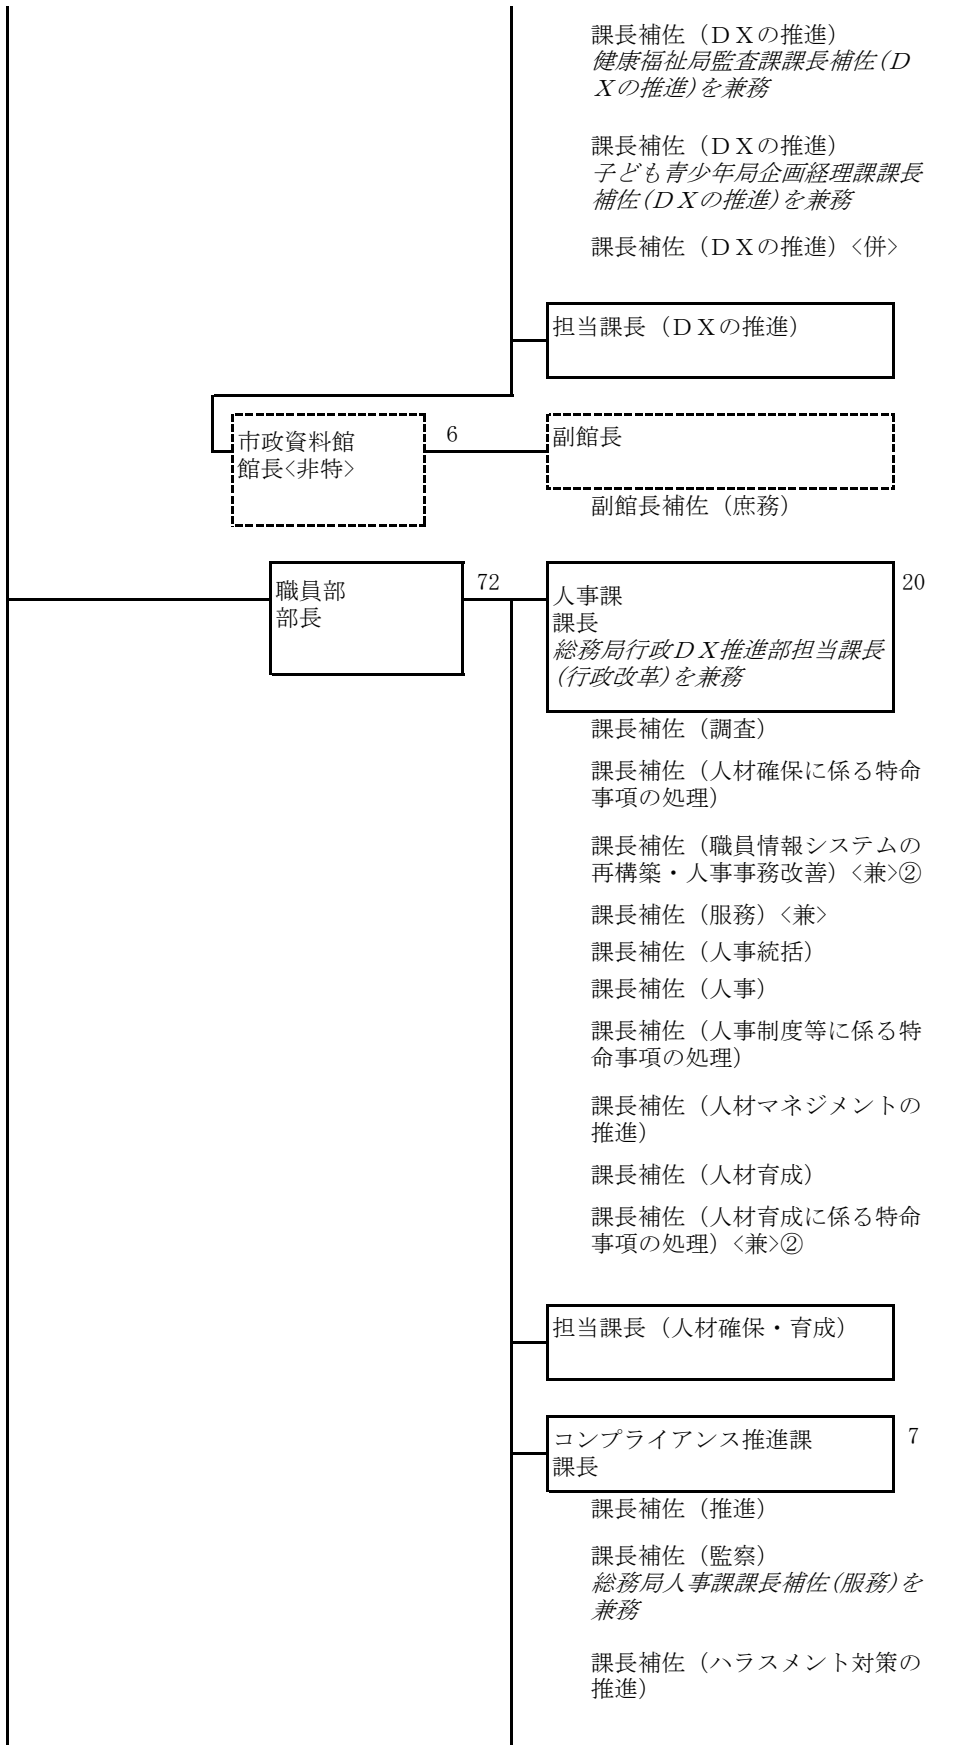 課長補佐（ＤＸの推進）
健康福祉局監査課課長補佐(Ｄ
Ｘの推進)を兼務
課長補佐（ＤＸの推進）
子ども青少年局企画経理課課長
補佐(ＤＸの推進)を兼務
課長補佐（ＤＸの推進）<併>
担当課長（ＤＸの推進）
市政資料館
館長<非特>
6
副館長
副館長補佐（庶務）
職員部
部長
72
人事課
課長
総務局行政ＤＸ推進部担当課長
(行政改革)を兼務
20
課長補佐（調査）
課長補佐（人材確保に係る特命
事項の処理）
課長補佐（職員情報システムの
再構築・人事事務改善）<兼>②
課長補佐（服務）<兼>
課長補佐（人事統括）
課長補佐（人事）
課長補佐（人事制度等に係る特
命事項の処理）
課長補佐（人材マネジメントの
推進）
課長補佐（人材育成）
課長補佐（人材育成に係る特命
事項の処理）<兼>②
担当課長（人材確保・育成）
コンプライアンス推進課
課長
7
課長補佐（推進）
課長補佐（監察）
総務局人事課課長補佐(服務)を
兼務
課長補佐（ハラスメント対策の
推進）